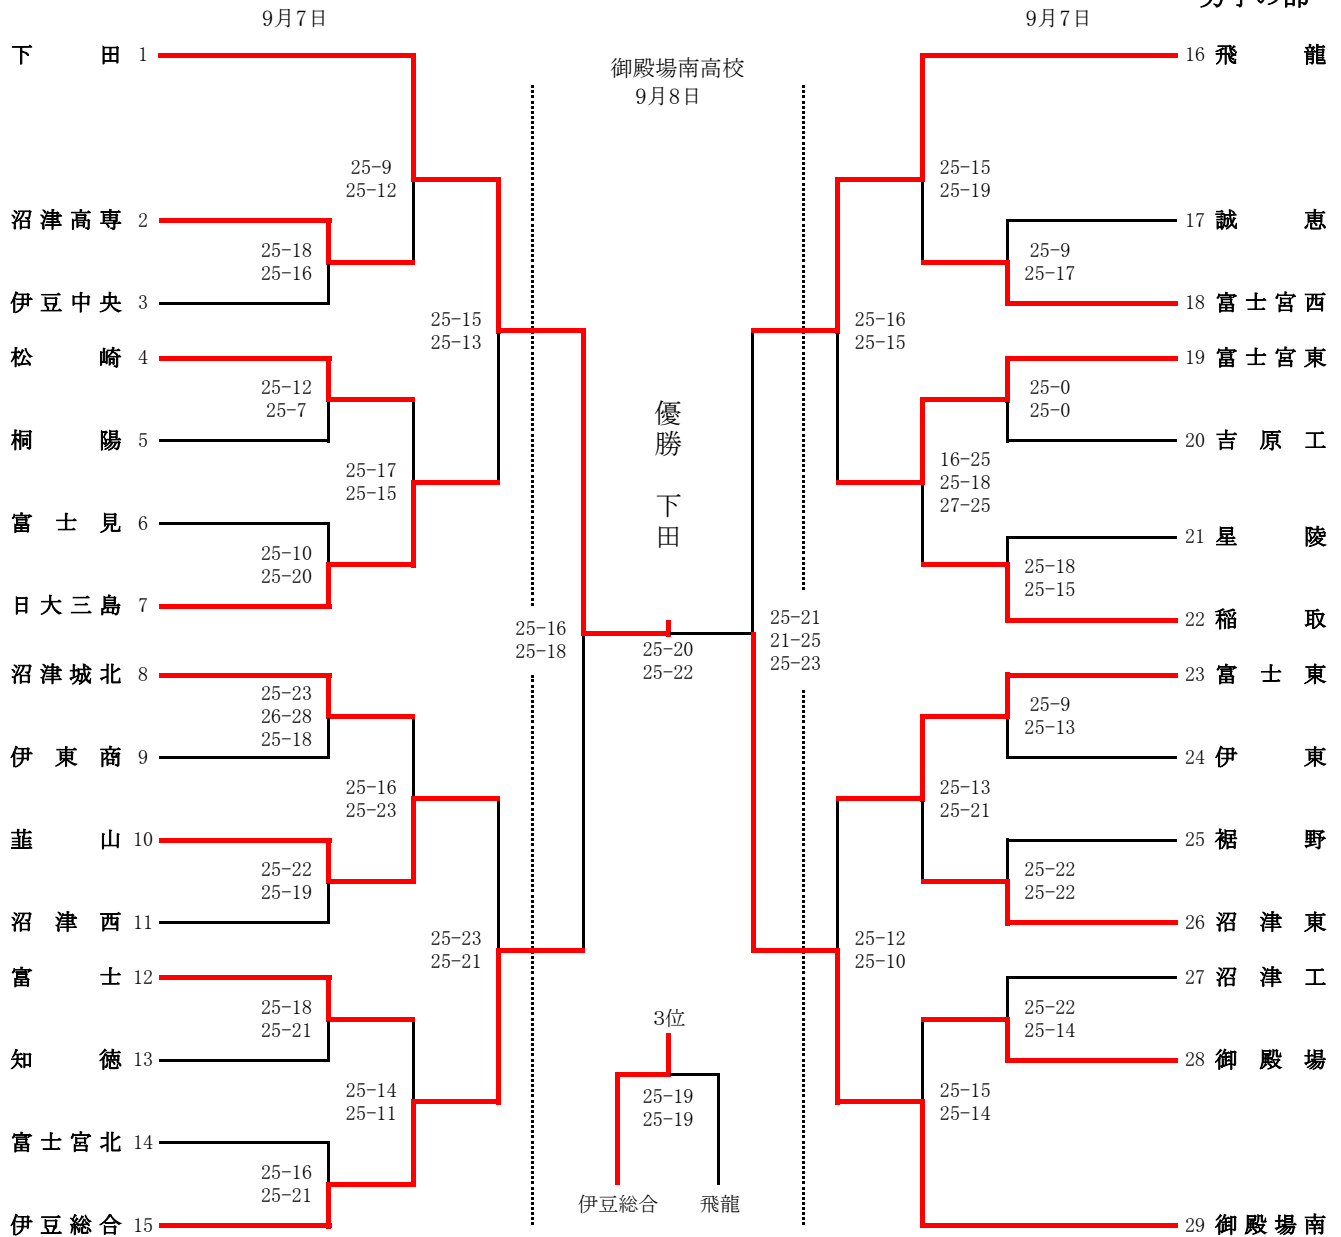 男子の部
9月7日
9月7日
御殿場南高校
9月8日
下田 1
25-9
25-12
沼津高専 2
25-18
25-16
伊豆中央 3
25-15
25-13
松崎 4
25-12
25-7
桐陽 5
25-17
25-15
富士見 6
25-10
25-20
日大三島 7
25-16
25-18
沼津城北 8
25-23
26-28
25-18
伊東商 9
25-16
25-23
韮山 10
25-22
25-19
沼津西 11
25-23
25-21
富士 12
25-18
25-21
知徳 13
25-14
25-11
富士宮北 14
25-16
25-21
伊豆総合 15
優勝 下田
25-20
25-22
3位
25-19
25-19
伊豆総合
飛龍
16 飛龍
25-15
25-19
17 誠恵
25-9
25-17
18 富士宮西
25-16
25-15
19 富士宮東
25-0
25-0
20 吉原工
16-25
25-18
27-25
21 星陵
25-18
25-15
22 稲取
25-21
21-25
25-23
23 富士東
25-9
25-13
24 伊東
25-13
25-21
25 裾野
25-22
25-22
26 沼津東
25-12
25-10
27 沼津工
25-22
25-14
28 御殿場
25-15
25-14
29 御殿場南